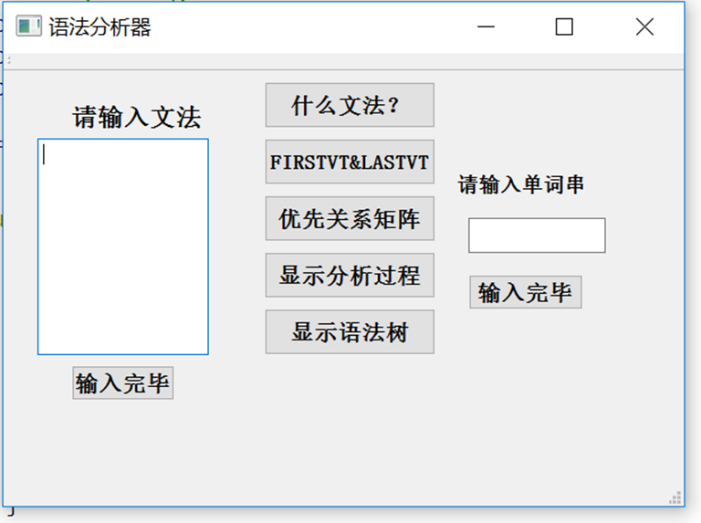 语法分析器
请输入文法
输入完毕
什么文法？
FIRSTVT&LASTVT
优先关系矩阵
显示分析过程
显示语法树
请输入单词串
输入完毕